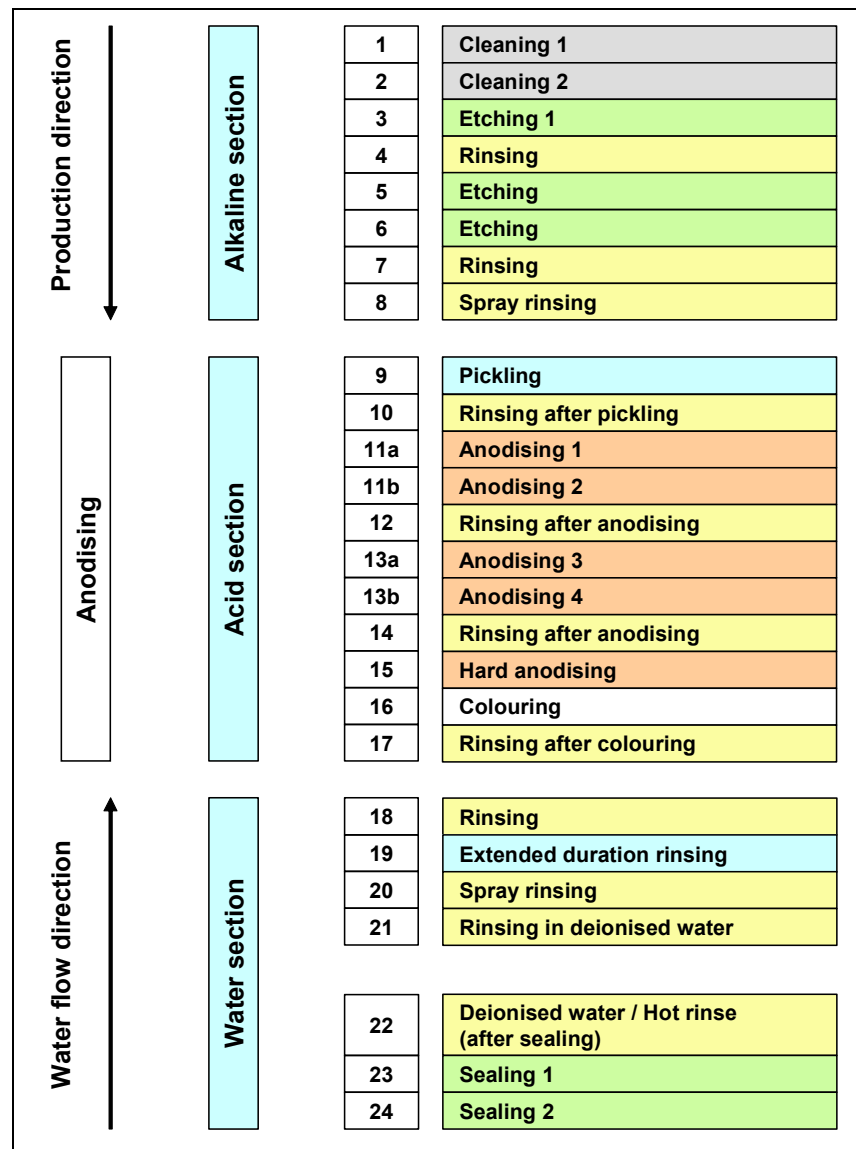 Production direction
Alkaline section
1 Cleaning 1
2 Cleaning 2
3 Etching 1
4 Rinsing
5 Etching
6 Etching
7 Rinsing
8 Spray rinsing
Anodising
Acid section
9 Pickling
10 Rinsing after pickling
11a Anodising 1
11b Anodising 2
12 Rinsing after anodising
13a Anodising 3
13b Anodising 4
14 Rinsing after anodising
15 Hard anodising
16 Colouring
17 Rinsing after colouring
Water flow direction
Water section
18 Rinsing
19 Extended duration rinsing
20 Spray rinsing
21 Rinsing in deionised water
22 Deionised water / Hot rinse
(after sealing)
23 Sealing 1
24 Sealing 2